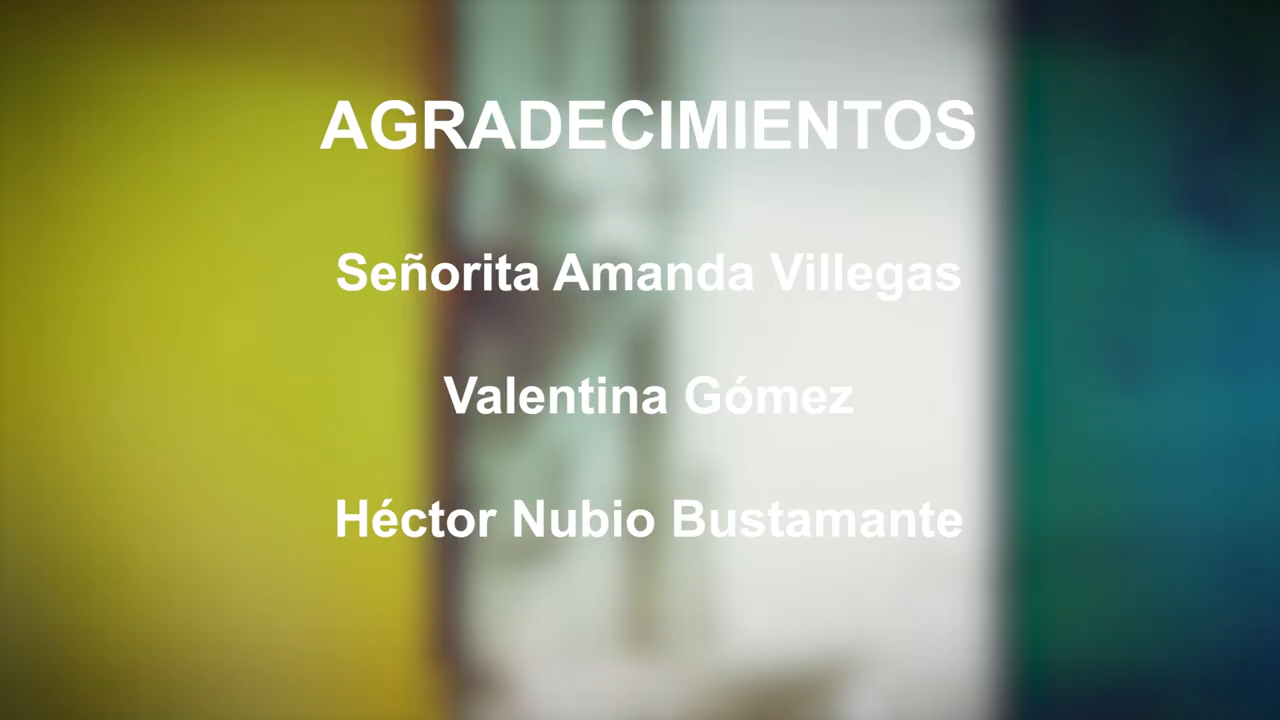 AGRADECIMIENTOS
Señorita Amanda Villegas
Valentina Gómez
Héctor Nubio Bustamante